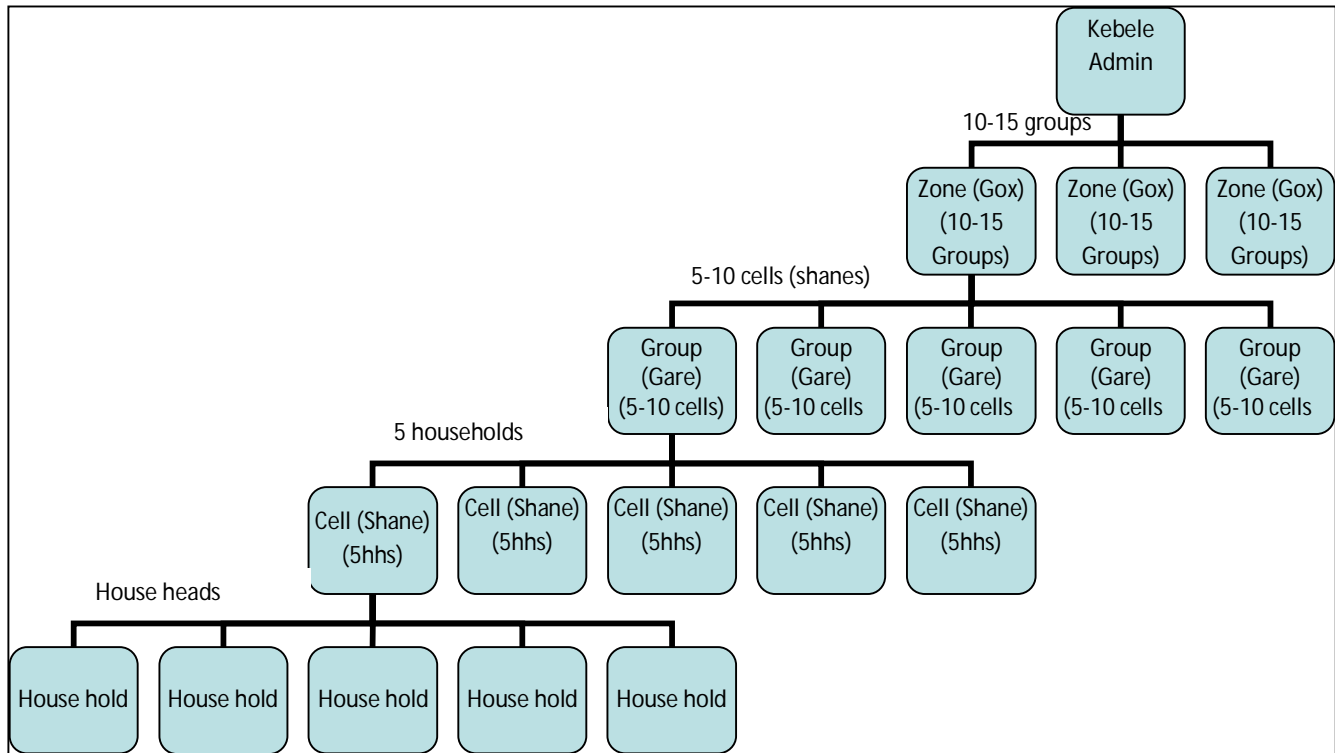 Kebele
Admin
10-15 groups
Zone (Gox)
(10-15
Groups)
Zone (Gox)
(10-15
Groups)
Zone (Gox)
(10-15
Groups)
5-10 cells (shanes)
Group
(Gare)
(5-10 cells)
Group
(Gare)
(5-10 cells
Group
(Gare)
(5-10 cells
Group
(Gare)
(5-10 cells
Group
(Gare)
(5-10 cells
5 households
Cell (Shane)
(5hhs)
Cell (Shane)
(5hhs)
Cell (Shane)
(5hhs)
Cell (Shane)
(5hhs)
Cell (Shane)
(5hhs)
House heads
House hold
House hold
House hold
House hold
House hold